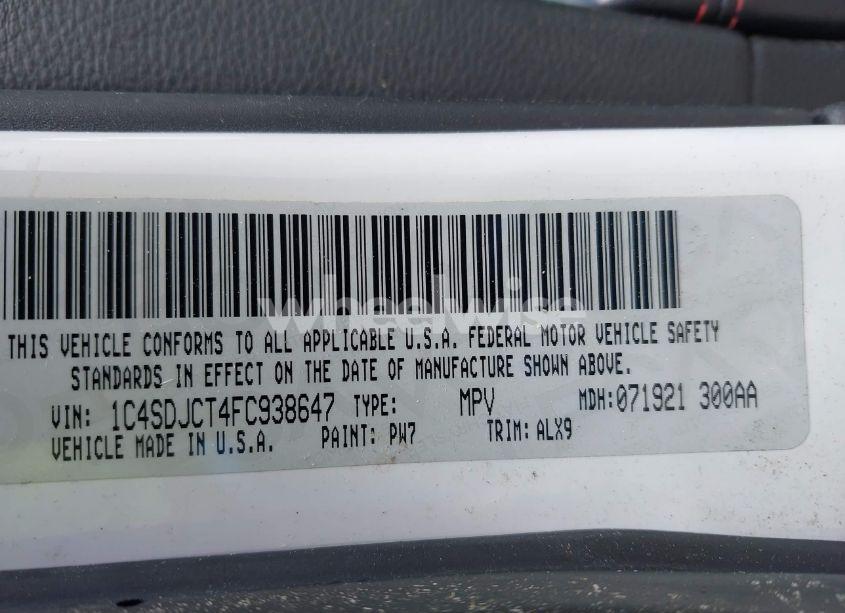 wheelwise
THIS VEHICLE CONFORMS TO ALL APPLICABLE U.S.A. FEDERAL MOTOR VEHICLE SAFETY
STANDARDS IN EFFECT ON THE DATE OF MANUFACTURE SHOWN ABOVE.
VIN: 1C4SDJCT4FC938647 TYPE: MPV MDH:071921 300AA
VEHICLE MADE IN U.S.A. PAINT: PW7 TRIM: ALX9